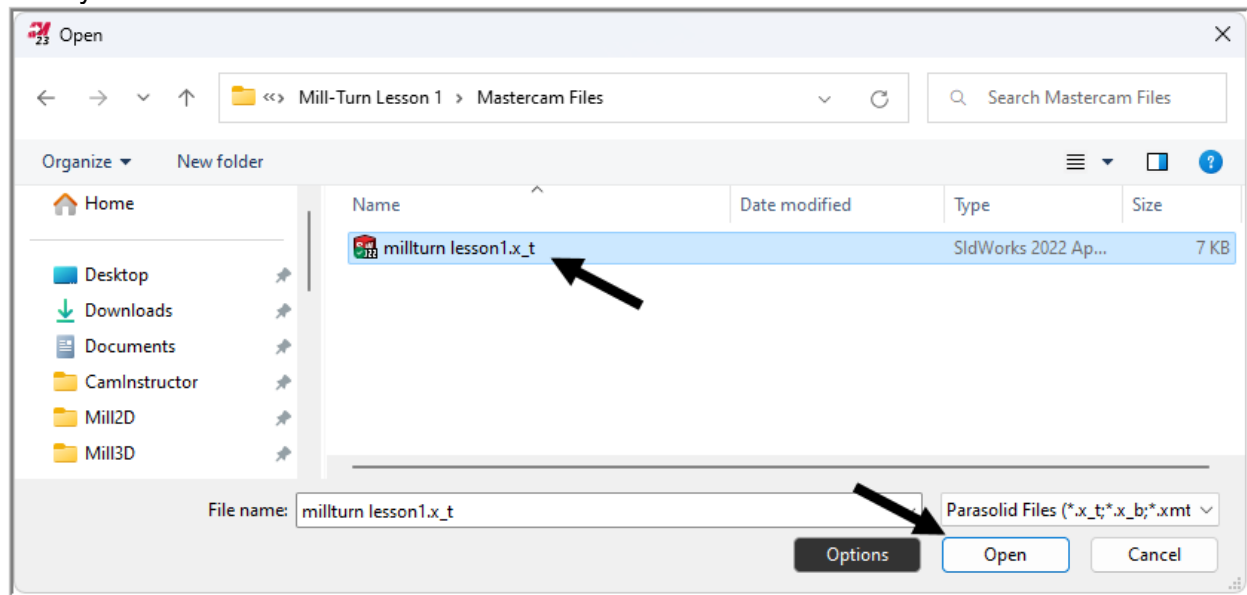 23 Open
Mill-Turn Lesson 1 > Mastercam Files
Search Mastercam Files
Organize New folder
Name Date modified Type Size
Home
millturn lesson1.x_t SldWorks 2022 Ap... 7 KB
Desktop
Downloads
Documents
CamInstructor
Mill2D
Mill3D
File name: millturn lesson1.x_t Parasolid Files (*.x_t;*.x_b;*.xmt
Options Open Cancel